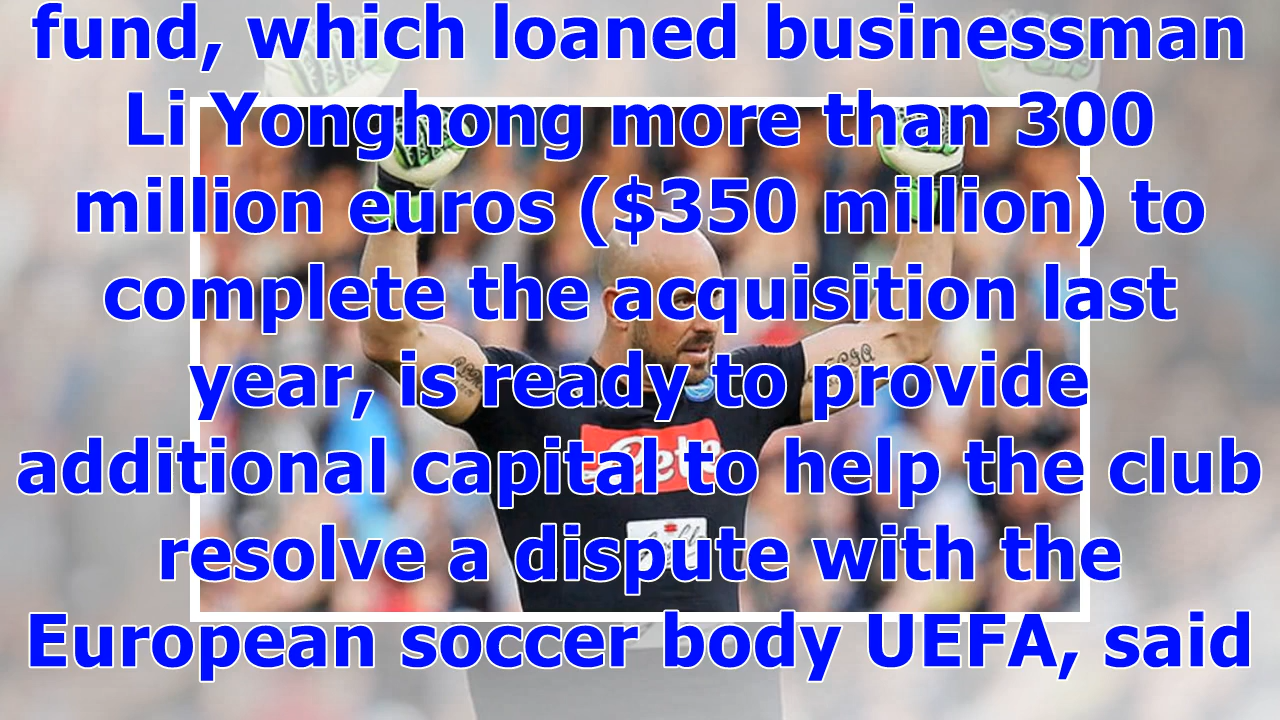 fund, which loaned businessman
Li Yonghong more than 300
million euros ($350 million) to
complete the acquisition last
year, is ready to provide
additional capital to help the club
resolve a dispute with the
European soccer body UEFA, said
Lete